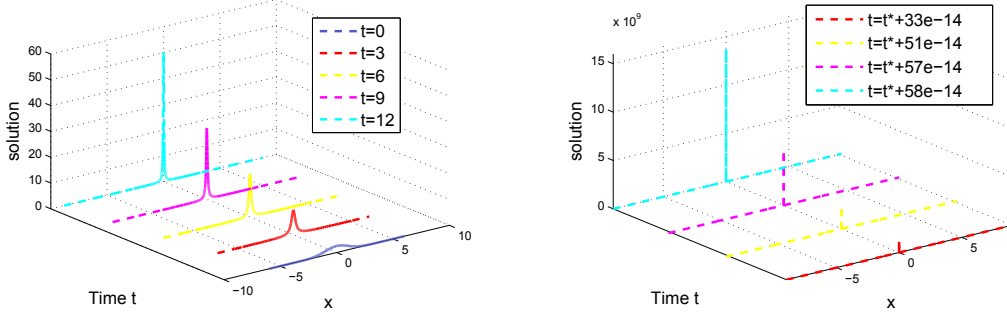 60
50
40
30
20
10
0
solution
Time t
−10
−5
0
5
10
x
t=0
t=3
t=6
t=9
t=12
x 10^9
15
10
5
0
solution
Time t
−5
0
5
x
t=t*+33e−14
t=t*+51e−14
t=t*+57e−14
t=t*+58e−14